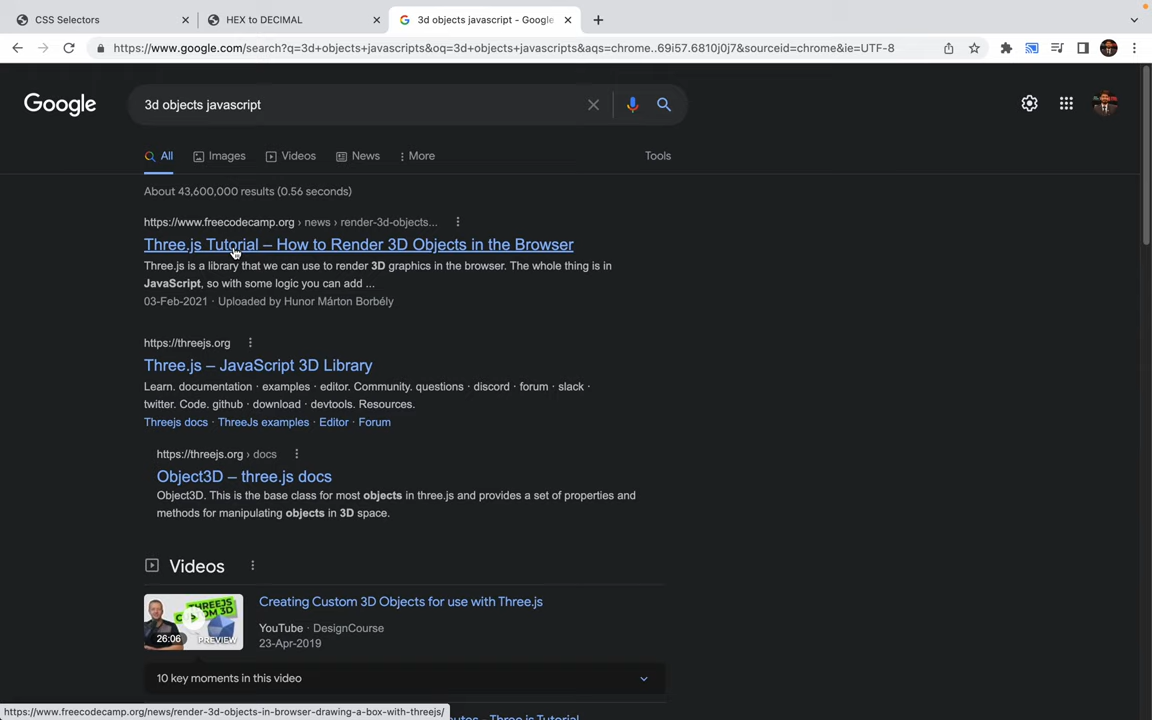 CSS Selectors
HEX to DECIMAL
3d objects javascript - Google
https://www.google.com/search?q=3d+objects+javascripts&oq=3d+objects+javascripts&aqs=chrome..69i57.6810j0j7&sourceid=chrome&ie=UTF-8
Google
3d objects javascript
All
Images
Videos
News
More
Tools
About 43,600,000 results (0.56 seconds)
https://www.freecodecamp.org › news › render-3d-objects...
Three.js Tutorial – How to Render 3D Objects in the Browser
Three.js is a library that we can use to render 3D graphics in the browser. The whole thing is in
JavaScript, so with some logic you can add ...
03-Feb-2021 · Uploaded by Hunor Márton Borbély
https://threejs.org
Three.js – JavaScript 3D Library
Learn. documentation · examples · editor. Community. questions · discord · forum · slack ·
twitter. Code. github · download · devtools. Resources.
Threejs docs · ThreeJs examples · Editor · Forum
https://threejs.org › docs
Object3D – three.js docs
Object3D. This is the base class for most objects in three.js and provides a set of properties and
methods for manipulating objects in 3D space.
Videos
THREEJS
CUSTOM 3D
26:06
PREVIEW
Creating Custom 3D Objects for use with Three.js
YouTube · DesignCourse
23-Apr-2019
10 key moments in this video
https://www.freecodecamp.org/news/render-3d-objects-in-browser-drawing-a-box-with-threejs/
Three.js Tutorial